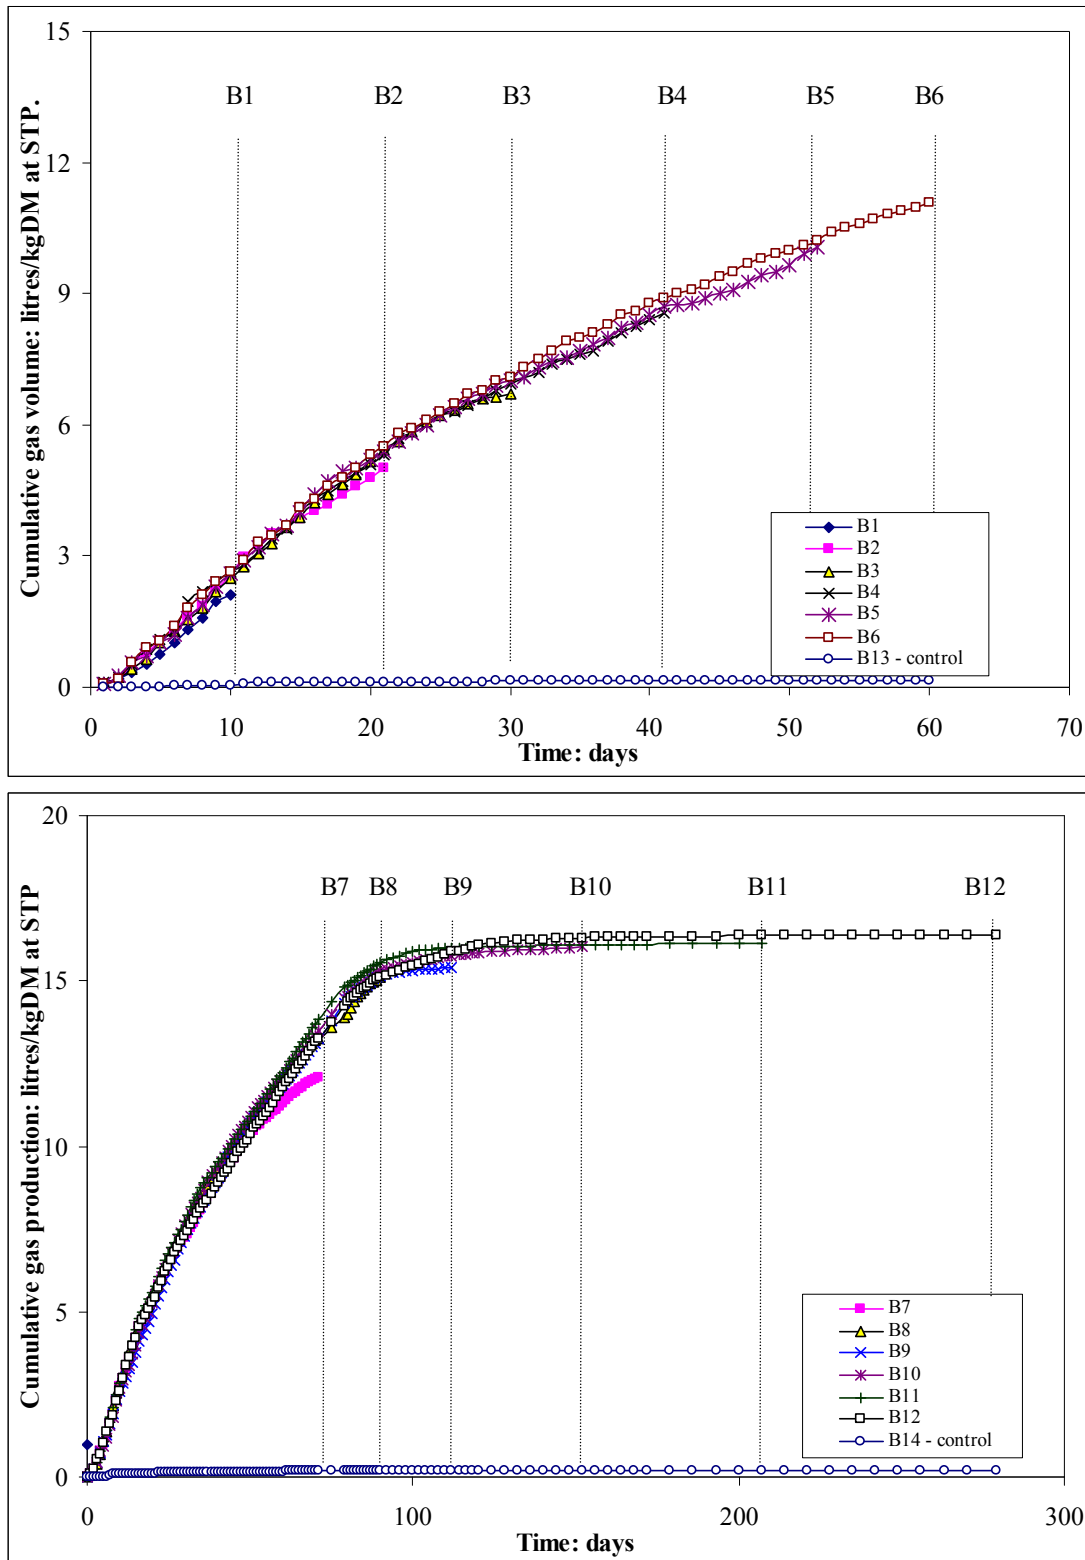 Cumulative gas volume: litres/kgDM at STP.
15
12
9
6
3
0
B1 B2 B3 B4 B5 B6
B1
B2
B3
B4
B5
B6
B13 - control
0 10 20 30 40 50 60 70
Time: days
Cumulative gas production: litres/kgDM at STP
20
15
10
5
0
B7 B8 B9 B10 B11 B12
B7
B8
B9
B10
B11
B12
B14 - control
0 100 200 300
Time: days